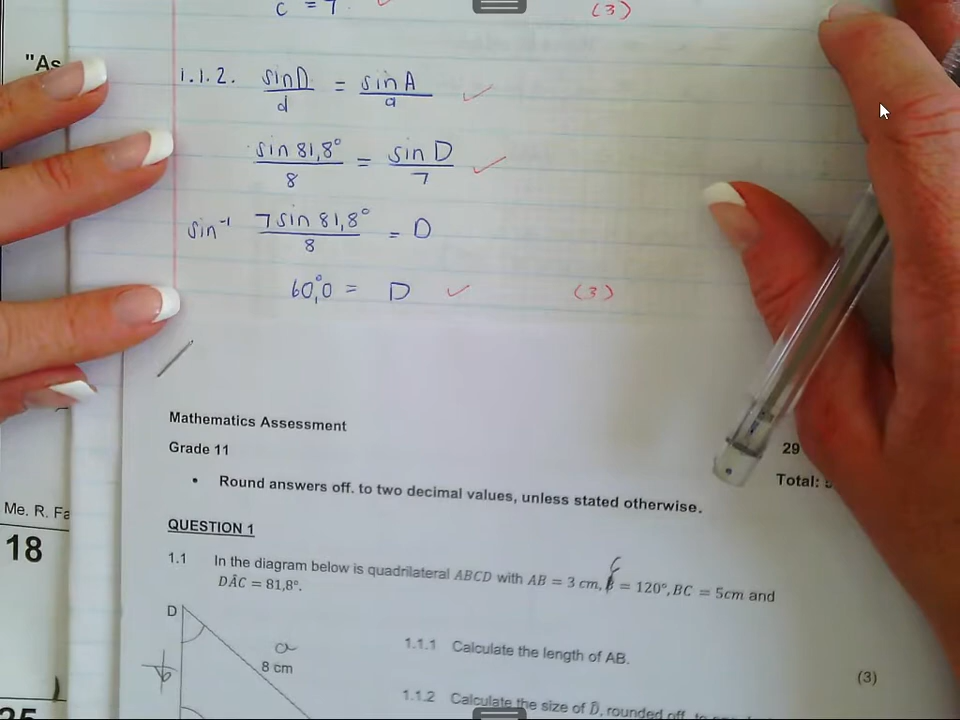 c = 7 (3)
"As
1.1.2. sin D / d = sin A / a
sin 81,8° / 8 = sin D / 7
sin⁻¹ 7 sin 81,8° / 8 = D
60,0° = D (3)
Mathematics Assessment
Grade 11 29
• Round answers off. to two decimal values, unless stated otherwise. Total:
Me. R. Fa
18
QUESTION 1
1.1 In the diagram below is quadrilateral ABCD with AB = 3 cm, B̂ = 120°, BC = 5cm and
DÂC = 81,8°.
D
a
8 cm
1.1.1 Calculate the length of AB.
(3)
1.1.2 Calculate the size of D̂, rounded off
25